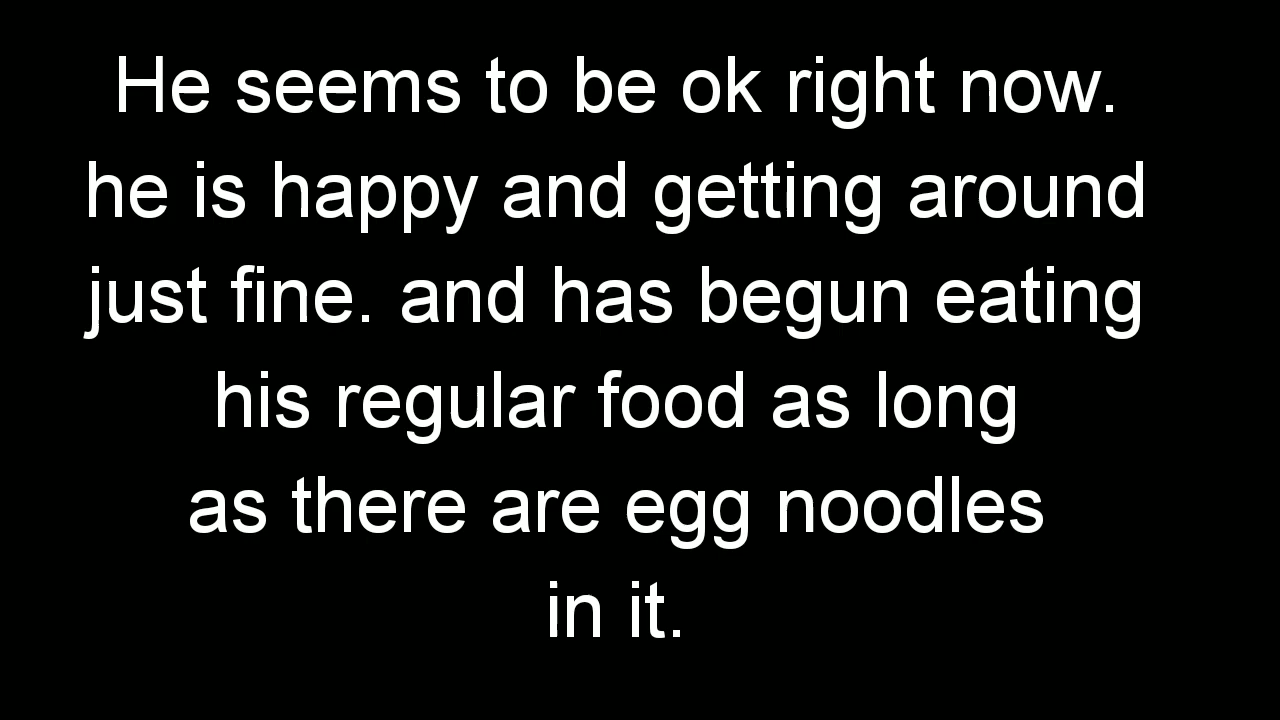 He seems to be ok right now.
he is happy and getting around
just fine. and has begun eating
his regular food as long
as there are egg noodles
in it.